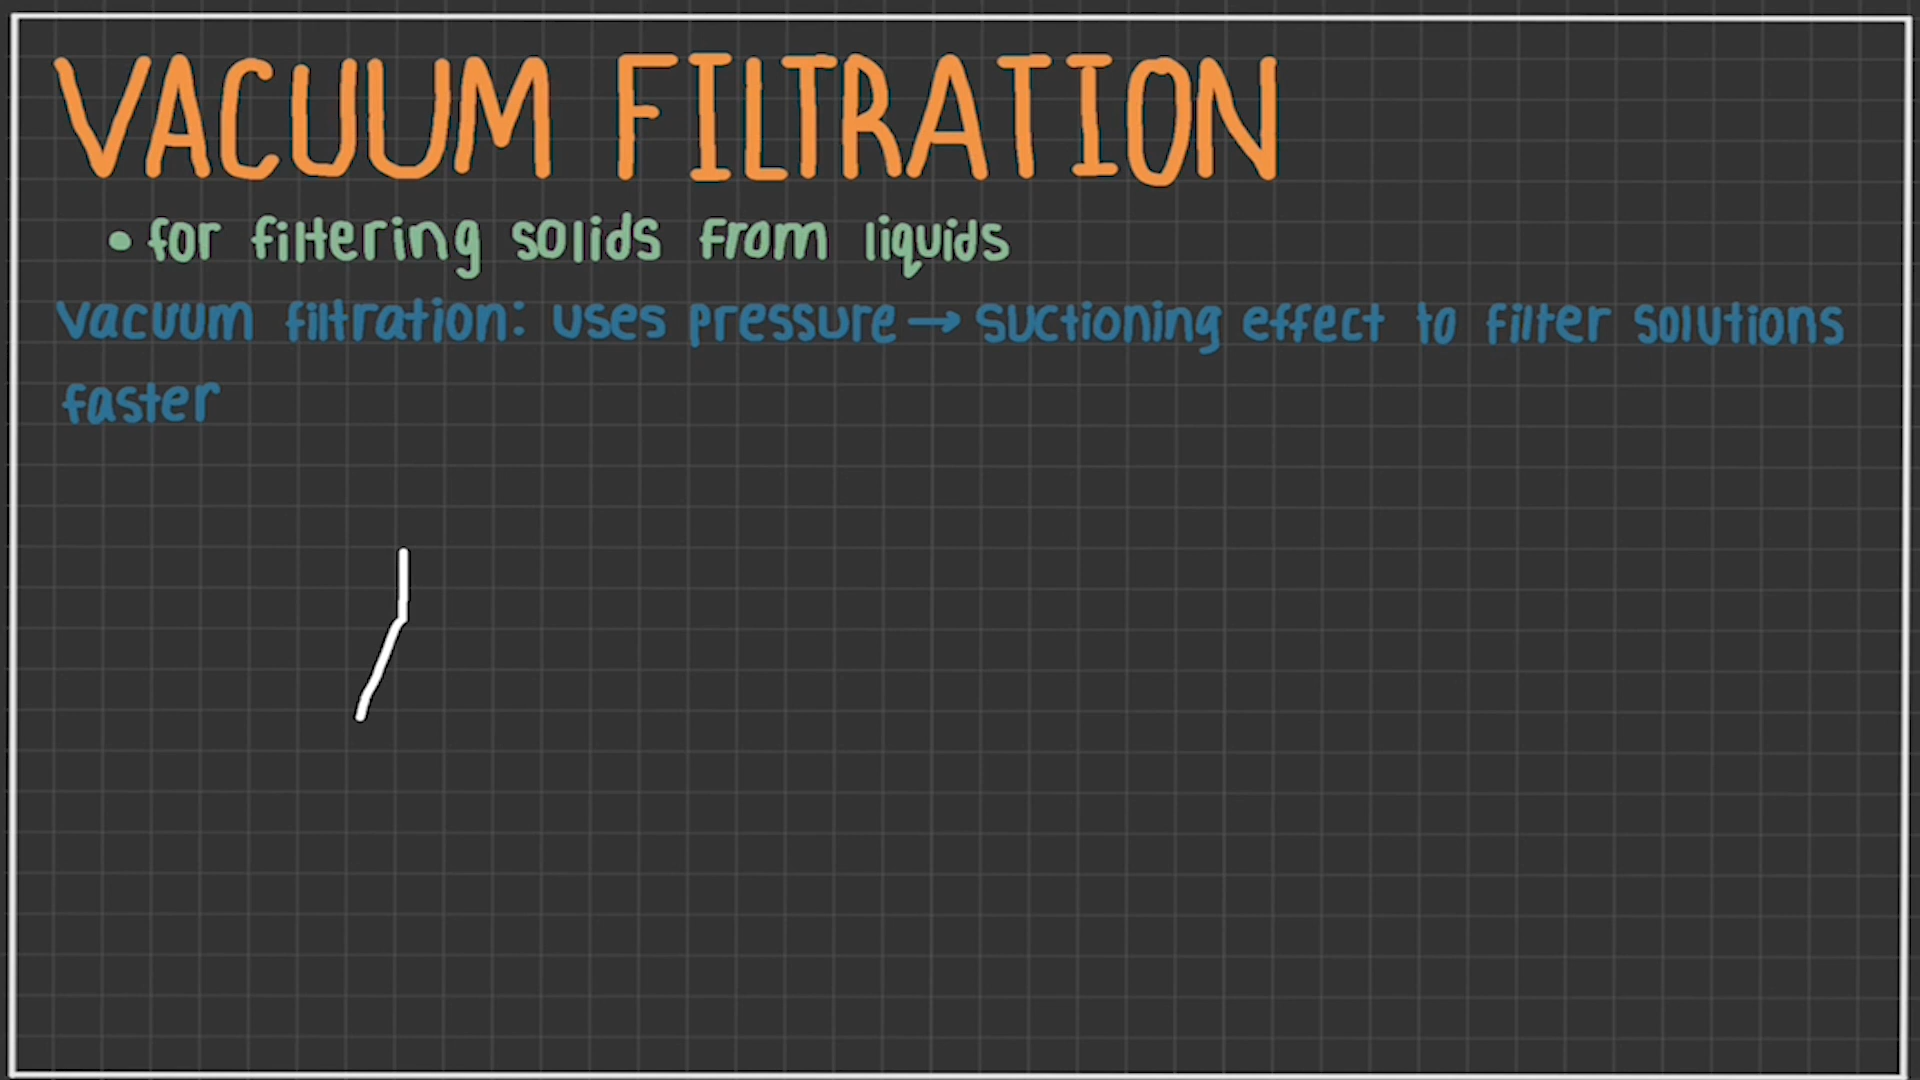 VACUUM FILTRATION
• for filtering solids from liquids
vacuum filtration: uses pressure → suctioning effect to filter solutions
faster